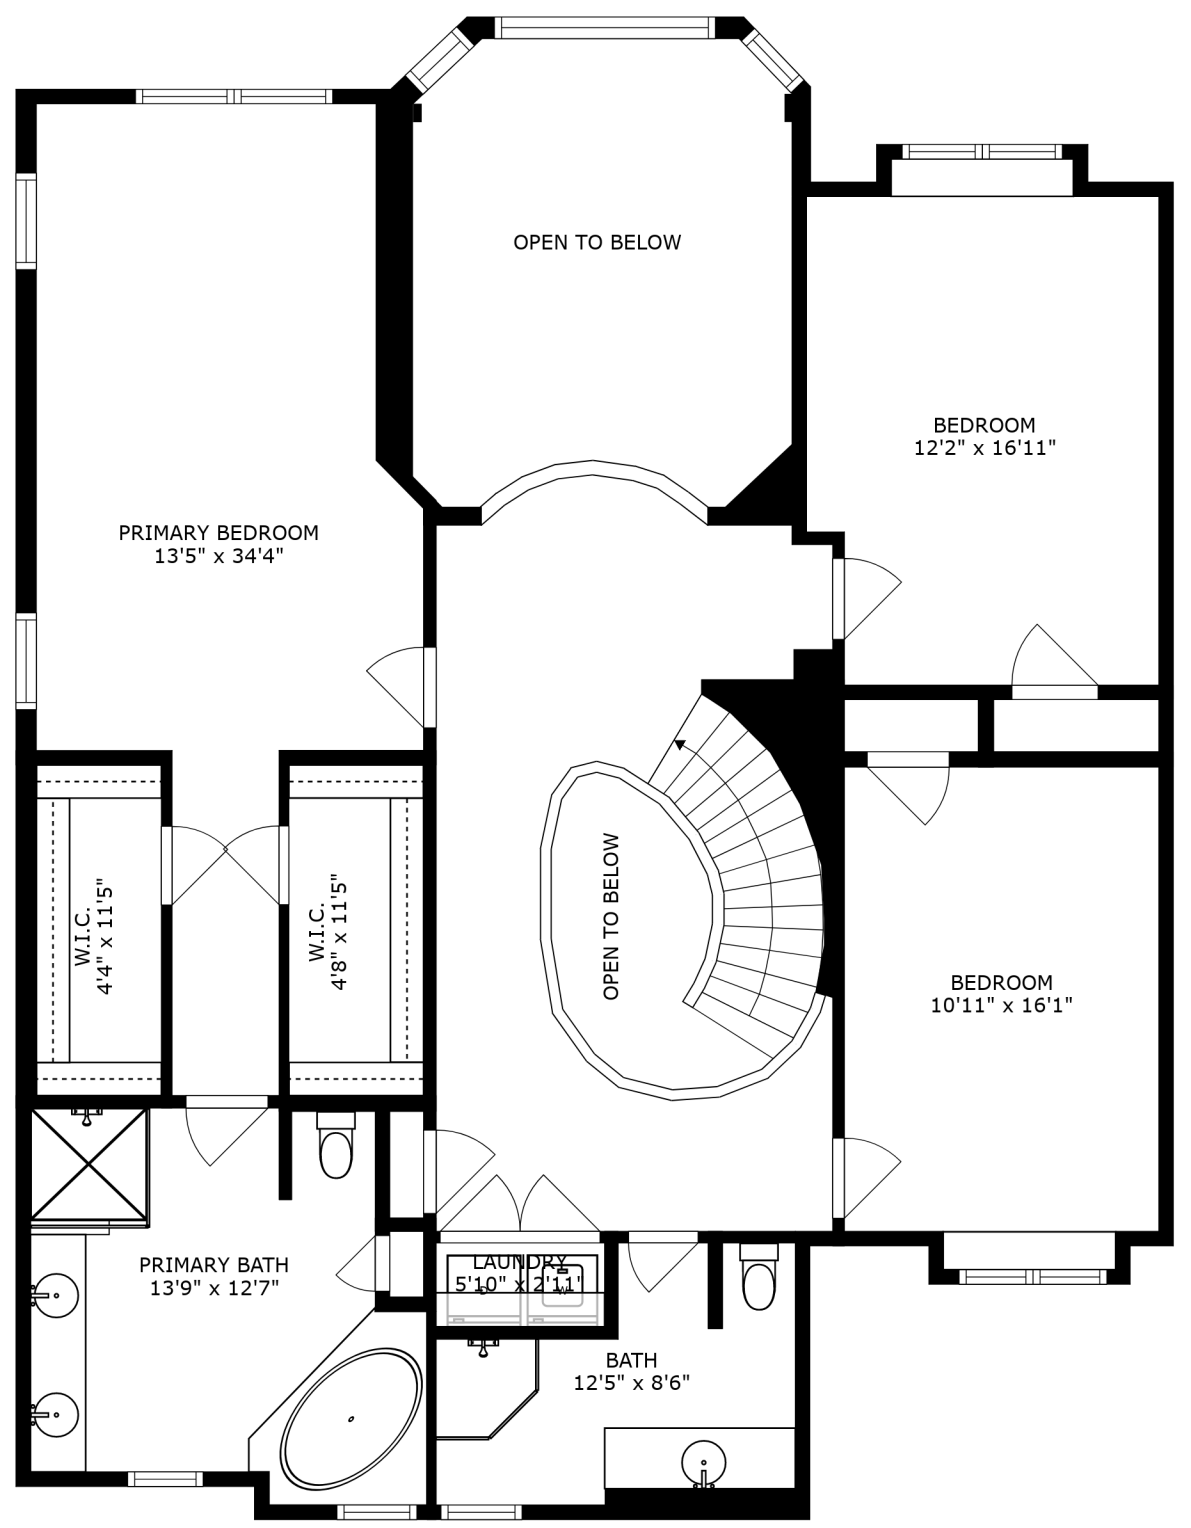 OPEN TO BELOW
BEDROOM
12'2" x 16'11"
PRIMARY BEDROOM
13'5" x 34'4"
W.I.C.
4'4" x 11'5"
W.I.C.
4'8" x 11'5"
OPEN TO BELOW
BEDROOM
10'11" x 16'1"
PRIMARY BATH
13'9" x 12'7"
LAUNDRY
5'10" x 2'11"
D
W
BATH
12'5" x 8'6"